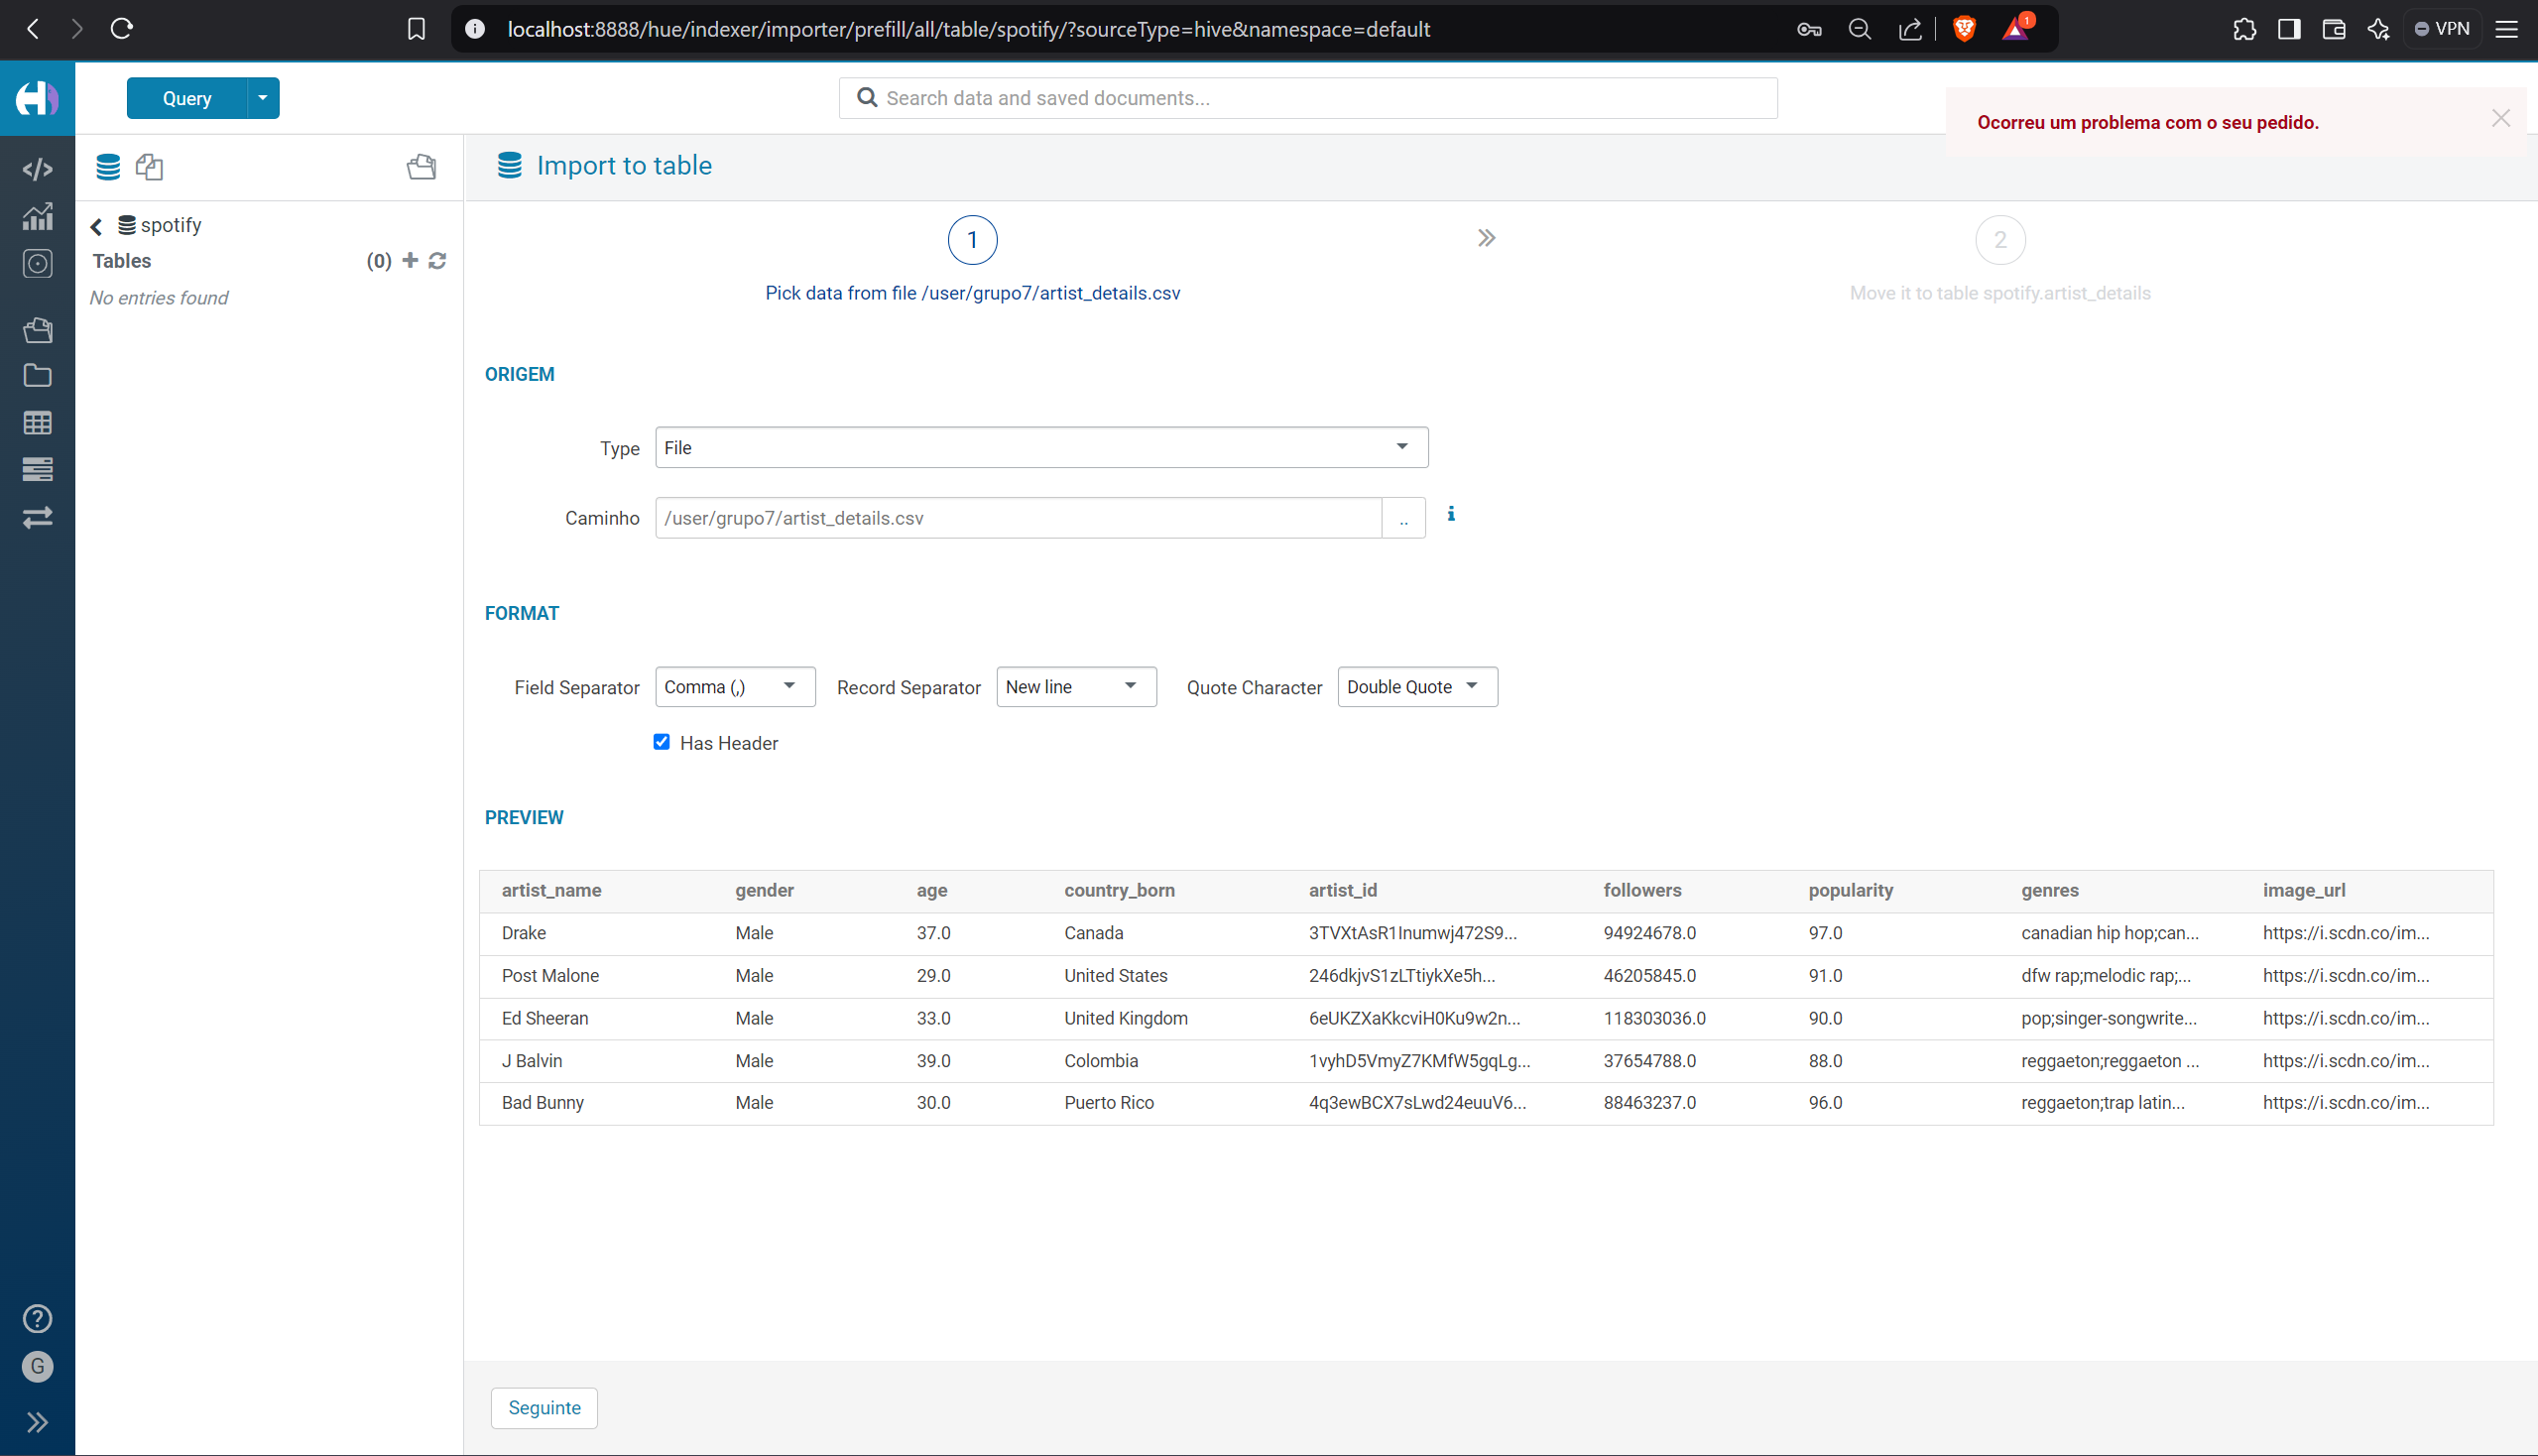 localhost:8888/hue/indexer/importer/prefill/all/table/spotify/?sourceType=hive&namespace=default
1
VPN
Query
Search data and saved documents...
Ocorreu um problema com o seu pedido.
Import to table
spotify
Tables (0)
No entries found
1
2
Pick data from file /user/grupo7/artist_details.csv
Move it to table spotify.artist_details
ORIGEM
Type File
Caminho /user/grupo7/artist_details.csv ..
FORMAT
Field Separator Comma (,) Record Separator New line Quote Character Double Quote
Has Header
PREVIEW
artist_name gender age country_born artist_id followers popularity genres image_url
Drake Male 37.0 Canada 3TVXtAsR1Inumwj472S9... 94924678.0 97.0 canadian hip hop;can... https://i.scdn.co/im...
Post Malone Male 29.0 United States 246dkjvS1zLTtiykXe5h... 46205845.0 91.0 dfw rap;melodic rap;... https://i.scdn.co/im...
Ed Sheeran Male 33.0 United Kingdom 6eUKZXaKkcviH0Ku9w2n... 118303036.0 90.0 pop;singer-songwrite... https://i.scdn.co/im...
J Balvin Male 39.0 Colombia 1vyhD5VmyZ7KMfW5gqLg... 37654788.0 88.0 reggaeton;reggaeton ... https://i.scdn.co/im...
Bad Bunny Male 30.0 Puerto Rico 4q3ewBCX7sLwd24euuV6... 88463237.0 96.0 reggaeton;trap latin... https://i.scdn.co/im...
G
Seguinte